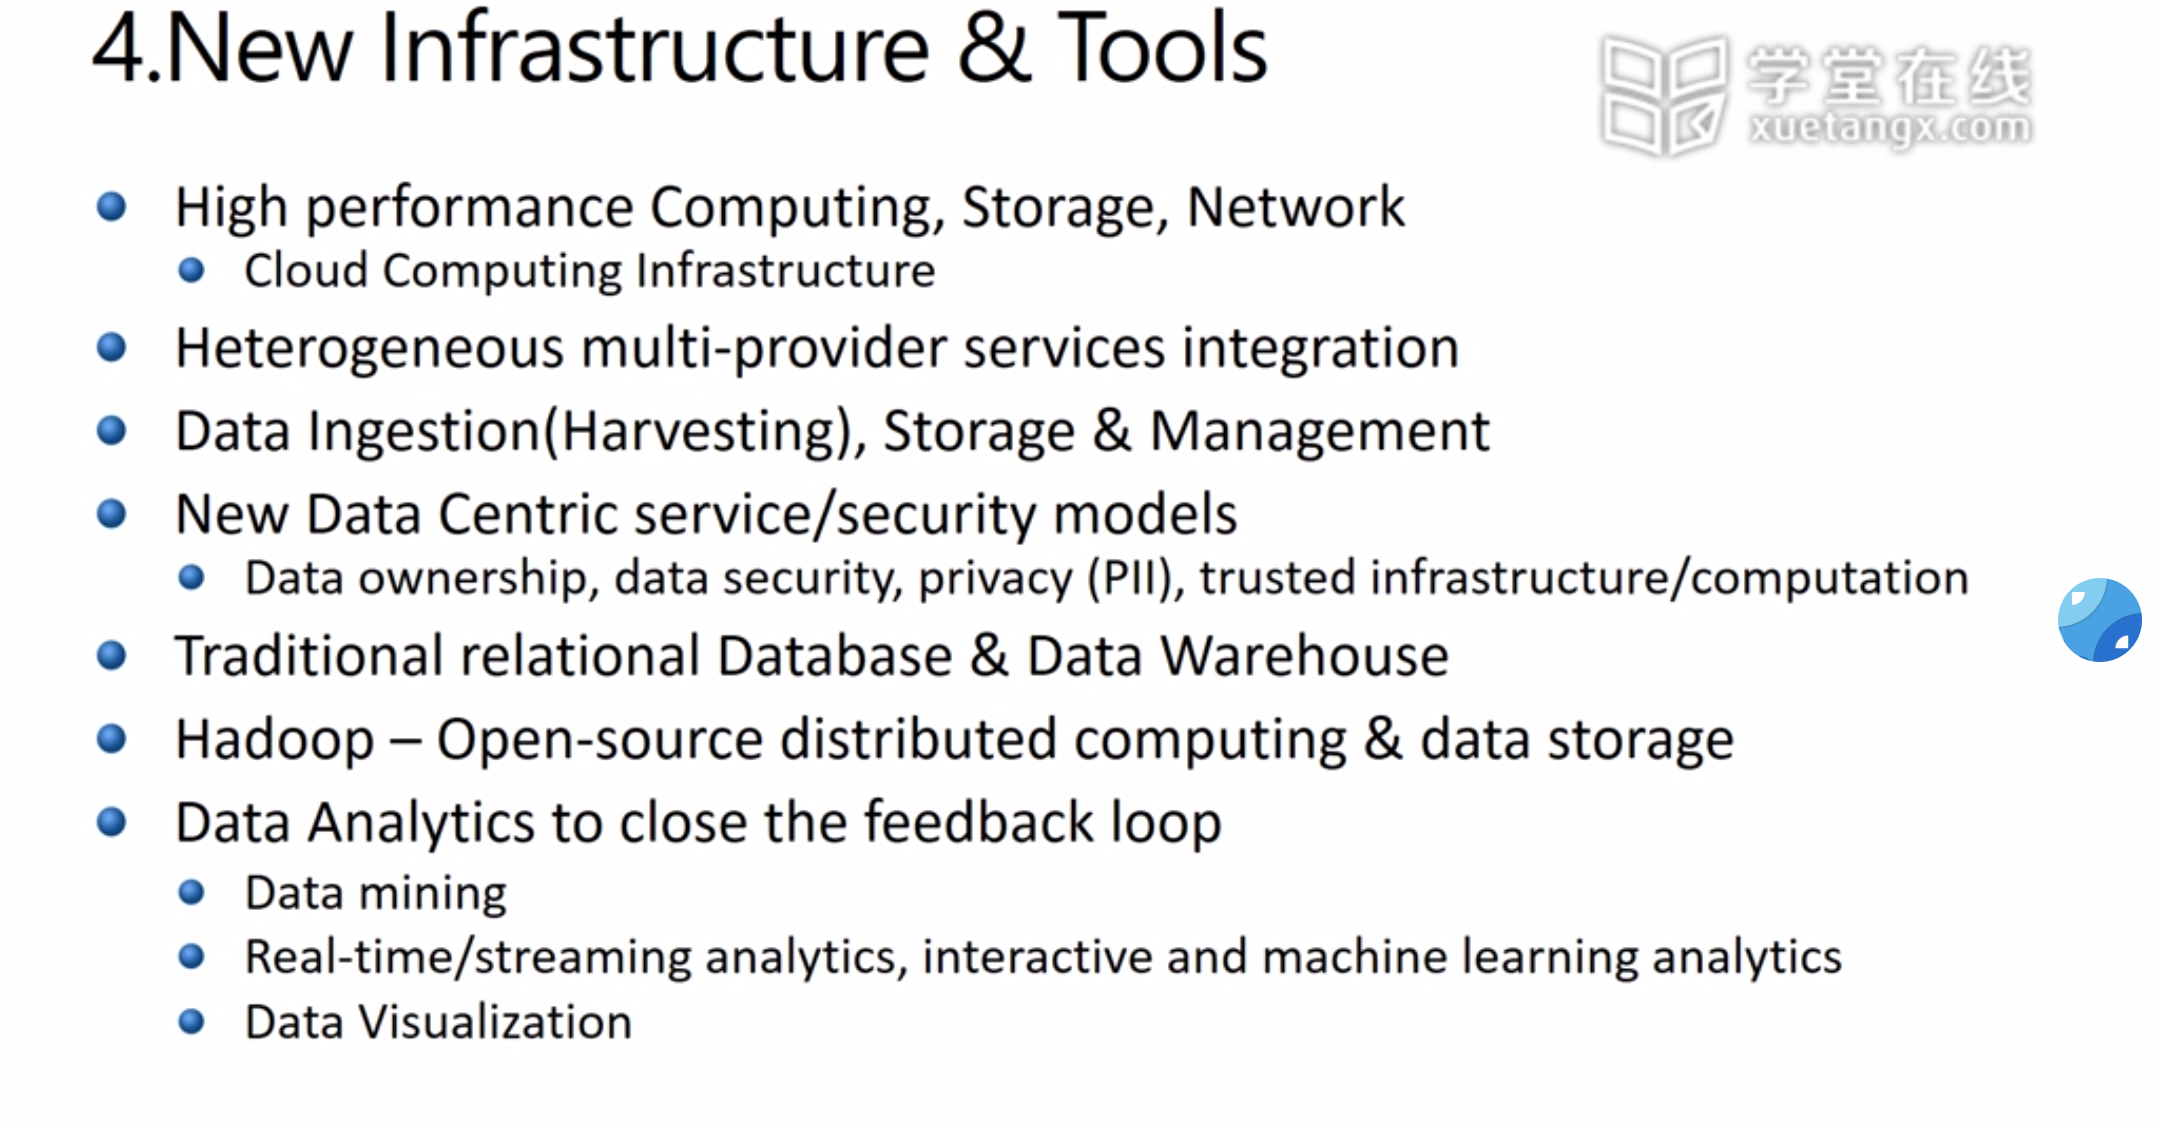 4.New Infrastructure & Tools
学堂在线
xuetangx.com
High performance Computing, Storage, Network
Cloud Computing Infrastructure
Heterogeneous multi-provider services integration
Data Ingestion(Harvesting), Storage & Management
New Data Centric service/security models
Data ownership, data security, privacy (PII), trusted infrastructure/computation
Traditional relational Database & Data Warehouse
Hadoop – Open-source distributed computing & data storage
Data Analytics to close the feedback loop
Data mining
Real-time/streaming analytics, interactive and machine learning analytics
Data Visualization